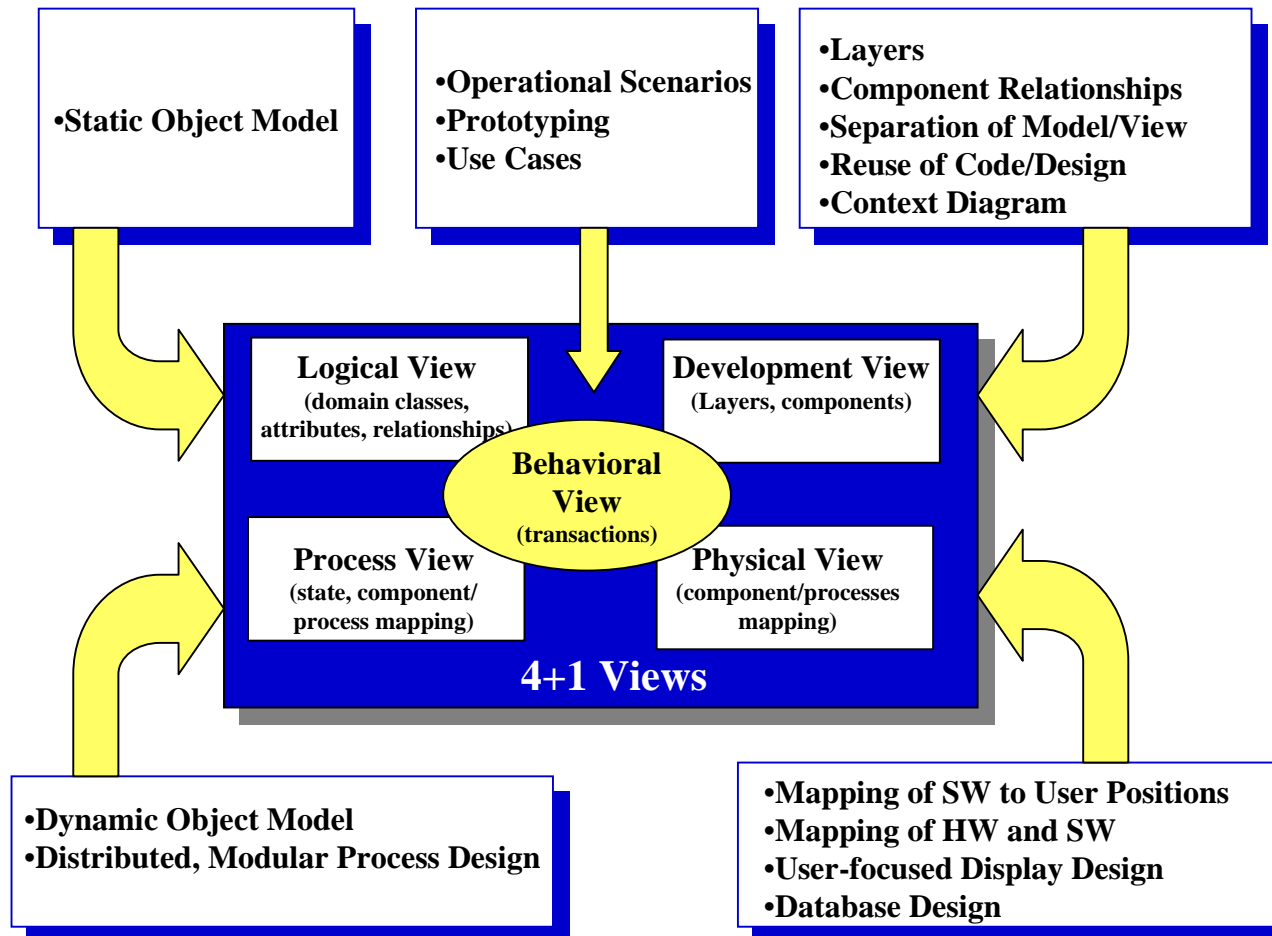 •Static Object Model
•Operational Scenarios
•Prototyping
•Use Cases
•Layers
•Component Relationships
•Separation of Model/View
•Reuse of Code/Design
•Context Diagram
Logical View
(domain classes,
attributes, relationships)
Development View
(Layers, components)
Behavioral
View
(transactions)
Process View
(state, component/
process mapping)
Physical View
(component/processes
mapping)
4+1 Views
•Dynamic Object Model
•Distributed, Modular Process Design
•Mapping of SW to User Positions
•Mapping of HW and SW
•User-focused Display Design
•Database Design